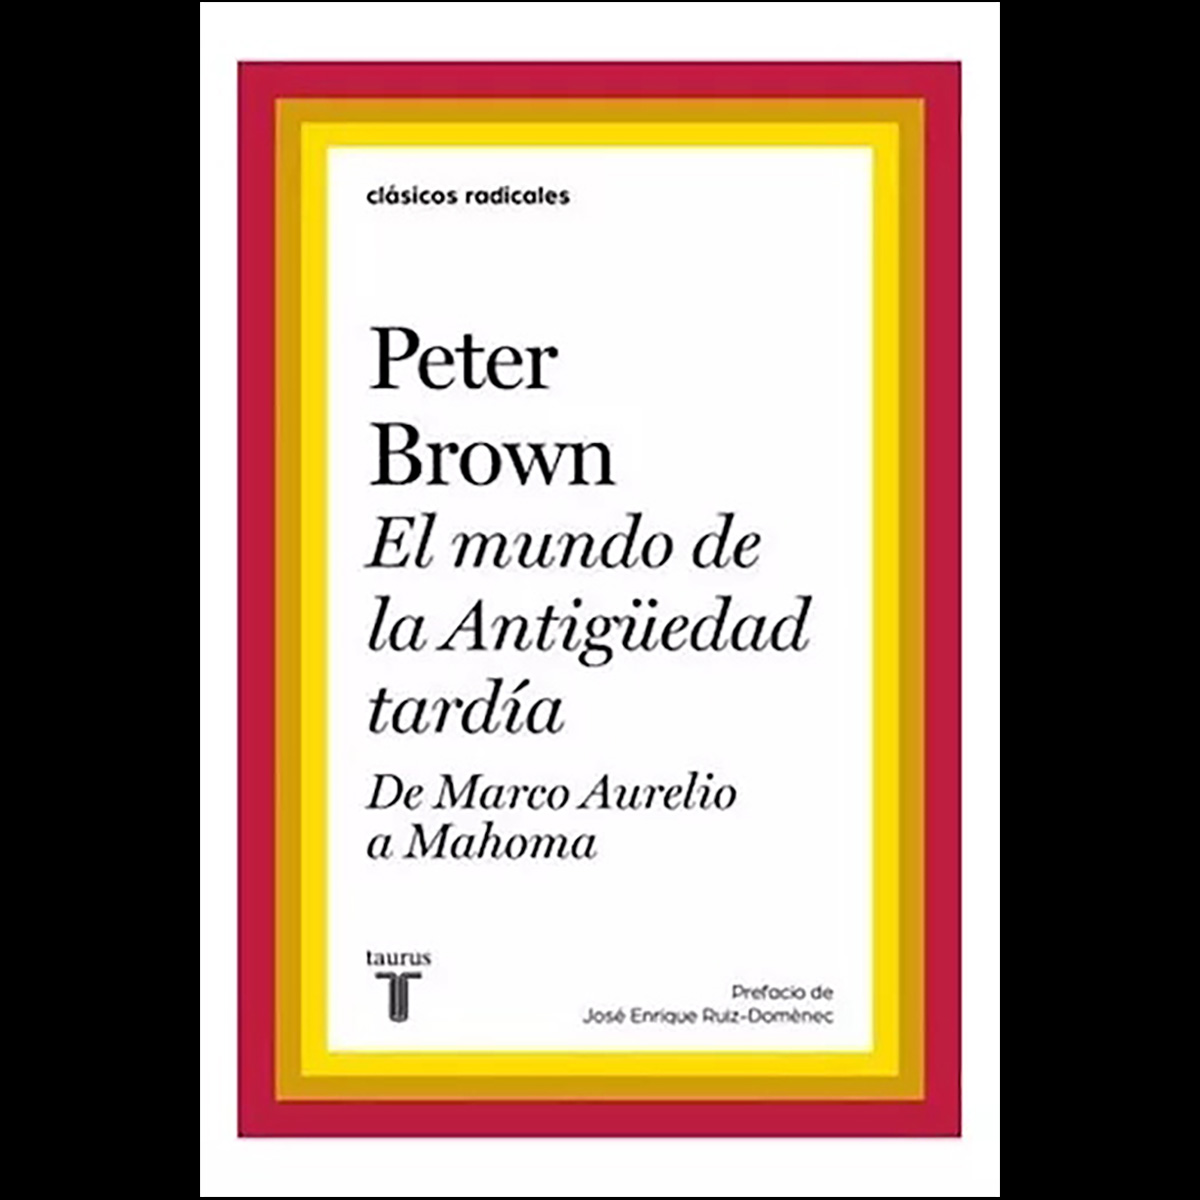 clásicos radicales
Peter
Brown
El mundo de
la Antigüedad
tardía
De Marco Aurelio
a Mahoma
taurus
Prefacio de
José Enrique Ruiz-Domènec